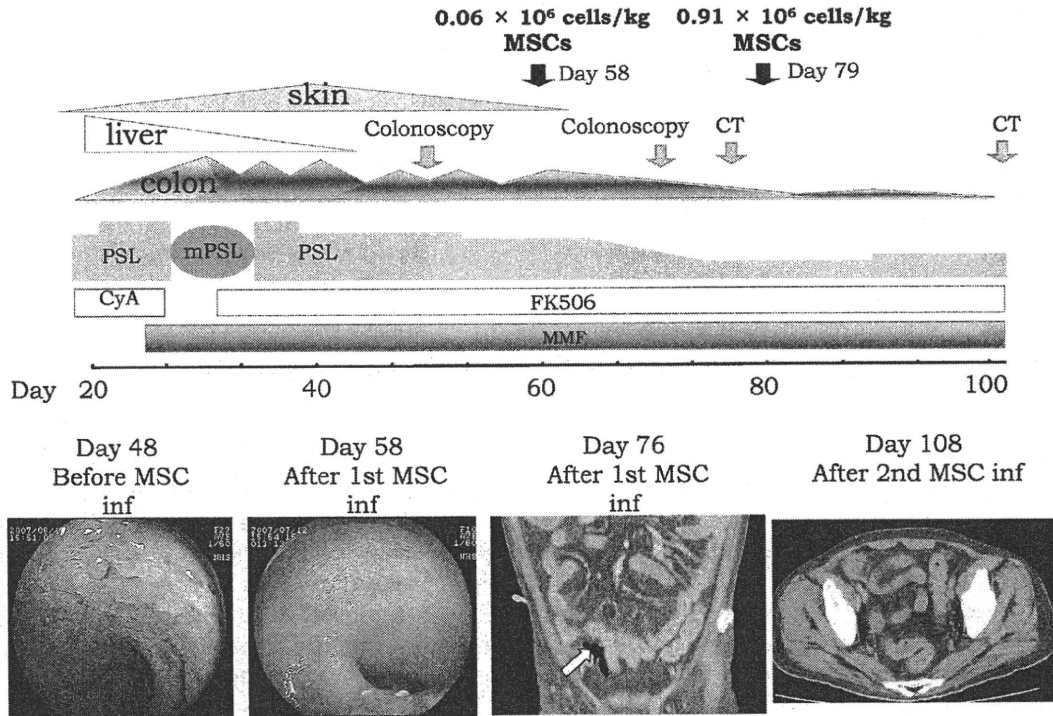 0.06 × 10⁶ cells/kg
MSCs
Day 58
0.91 × 10⁶ cells/kg
MSCs
Day 79
skin
liver
Colonoscopy
Colonoscopy
CT
CT
colon
PSL
mPSL
PSL
CyA
FK506
MMF
Day 20 40 60 80 100
Day 48
Before MSC
inf
Day 58
After 1st MSC
inf
Day 76
After 1st MSC
inf
Day 108
After 2nd MSC inf
2007/07/12